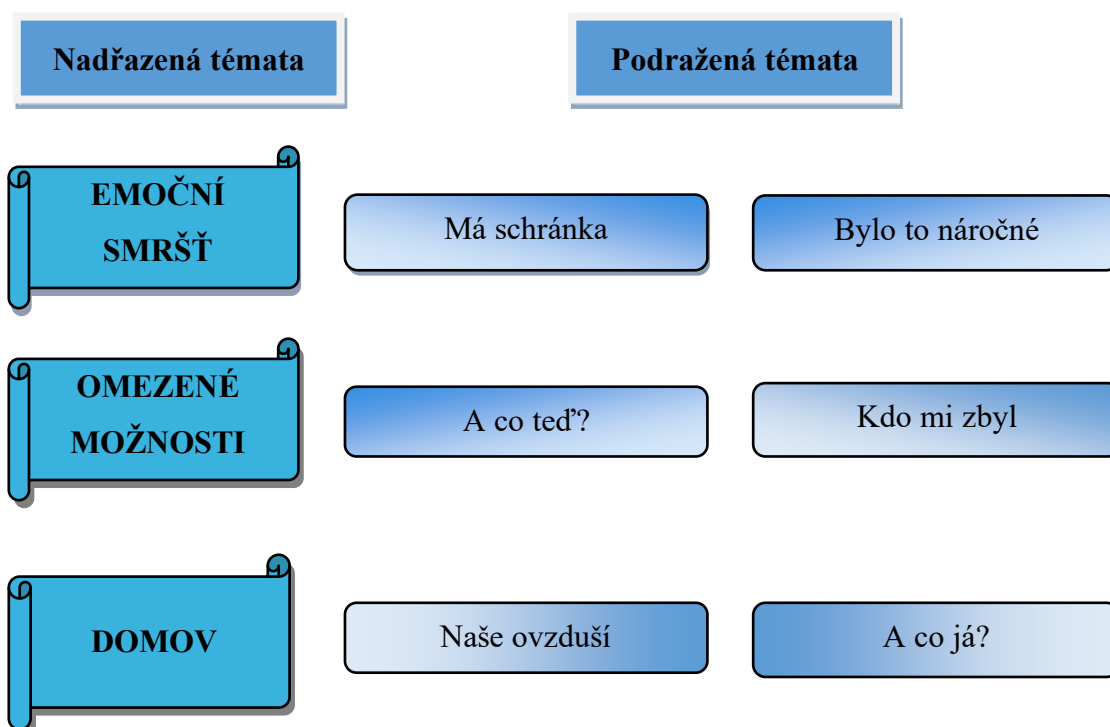 Nadřazená témata
Podražená témata
EMOČNÍ
SMRŠŤ
Má schránka
Bylo to náročné
OMEZENÉ
MOŽNOSTI
A co teď?
Kdo mi zbyl
DOMOV
Naše ovzduší
A co já?